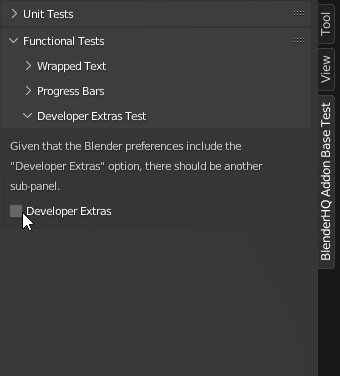 Unit Tests
Functional Tests
Wrapped Text
Progress Bars
Developer Extras Test
Given that the Blender preferences include the
"Developer Extras" option, there should be another
sub-panel.
Developer Extras
Tool
View
BlenderHQ Addon Base Test